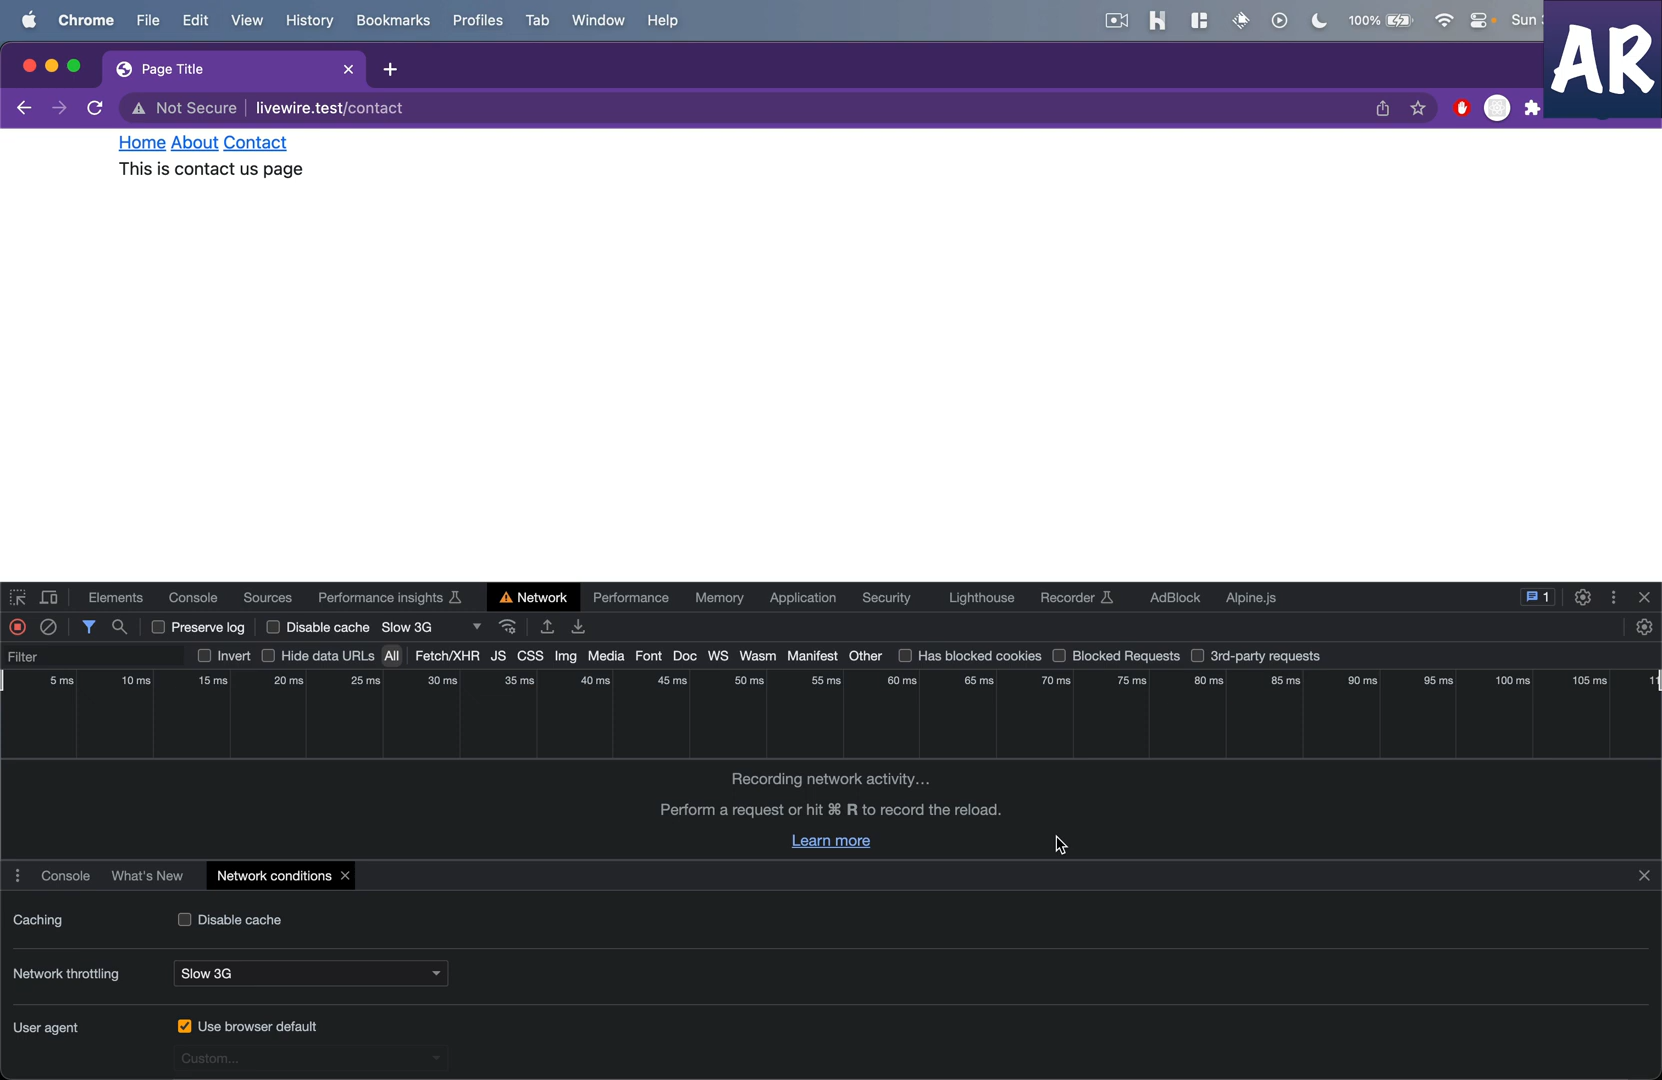 Chrome File Edit View History Bookmarks Profiles Tab Window Help 100% Sun
AR
Page Title
Not Secure livewire.test/contact
Home About Contact
This is contact us page
Elements Console Sources Performance insights Network Performance Memory Application Security Lighthouse Recorder AdBlock Alpine.js 1
Preserve log Disable cache Slow 3G
Filter Invert Hide data URLs All Fetch/XHR JS CSS Img Media Font Doc WS Wasm Manifest Other Has blocked cookies Blocked Requests 3rd-party requests
5 ms 10 ms 15 ms 20 ms 25 ms 30 ms 35 ms 40 ms 45 ms 50 ms 55 ms 60 ms 65 ms 70 ms 75 ms 80 ms 85 ms 90 ms 95 ms 100 ms 105 ms
Recording network activity…
Perform a request or hit ⌘ R to record the reload.
Learn more
Console What's New Network conditions
Caching Disable cache
Network throttling Slow 3G
User agent Use browser default
Custom...